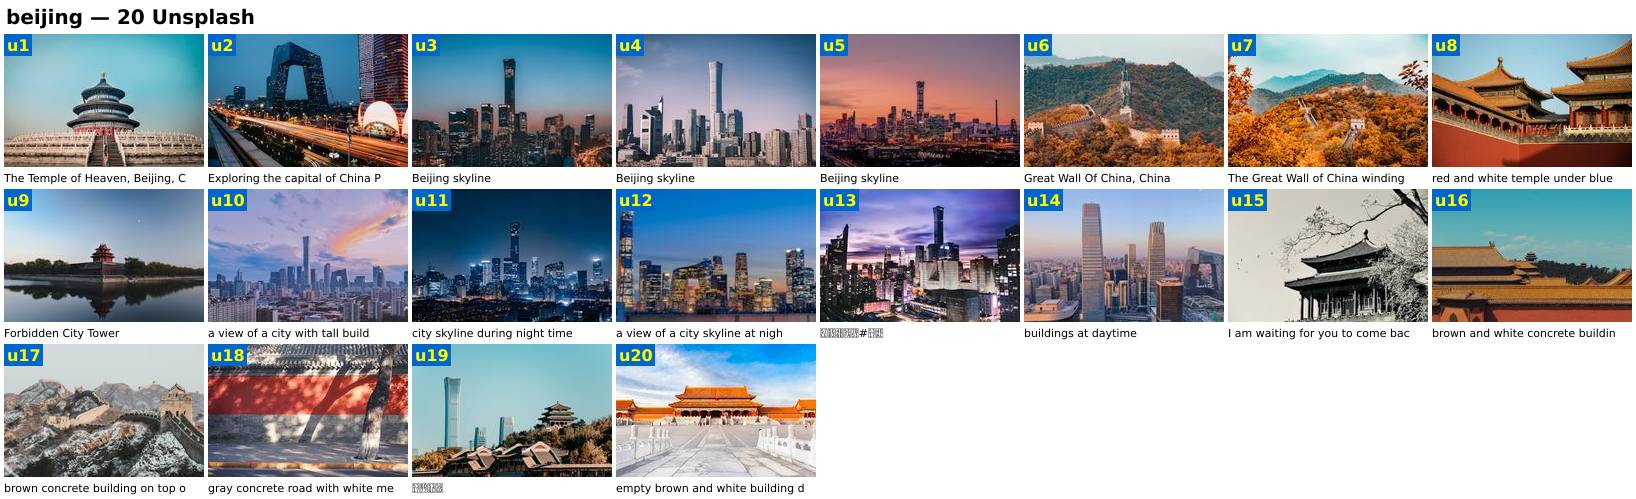 beijing — 20 Unsplash
u1
u2
u3
u4
u5
u6
u7
u8
The Temple of Heaven, Beijing, C
Exploring the capital of China P
Beijing skyline
Beijing skyline
Beijing skyline
Great Wall Of China, China
The Great Wall of China winding
red and white temple under blue
u9
u10
u11
u12
u13
u14
u15
u16
Forbidden City Tower
a view of a city with tall build
city skyline during night time
a view of a city skyline at nigh
#
buildings at daytime
I am waiting for you to come bac
brown and white concrete buildin
u17
u18
u19
u20
brown concrete building on top o
gray concrete road with white me
empty brown and white building d